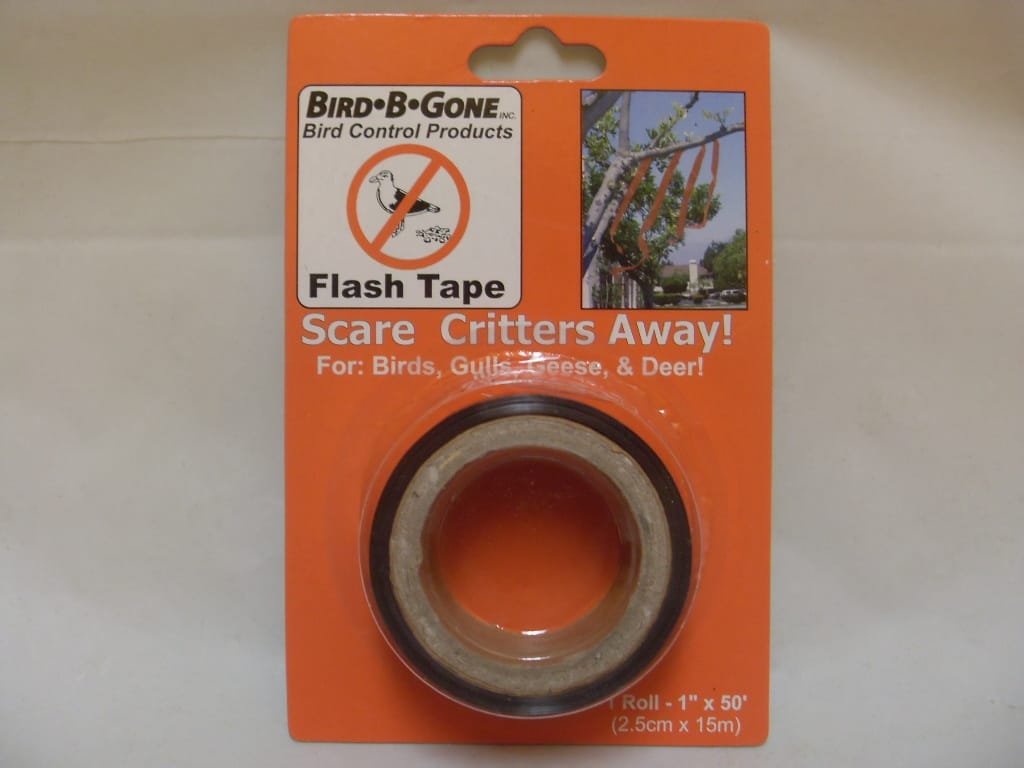 BIRD•B•GONE INC.
Bird Control Products
Flash Tape
Scare Critters Away!
For: Birds, Gulls, Geese, & Deer!
1 Roll - 1" x 50'
(2.5cm x 15m)